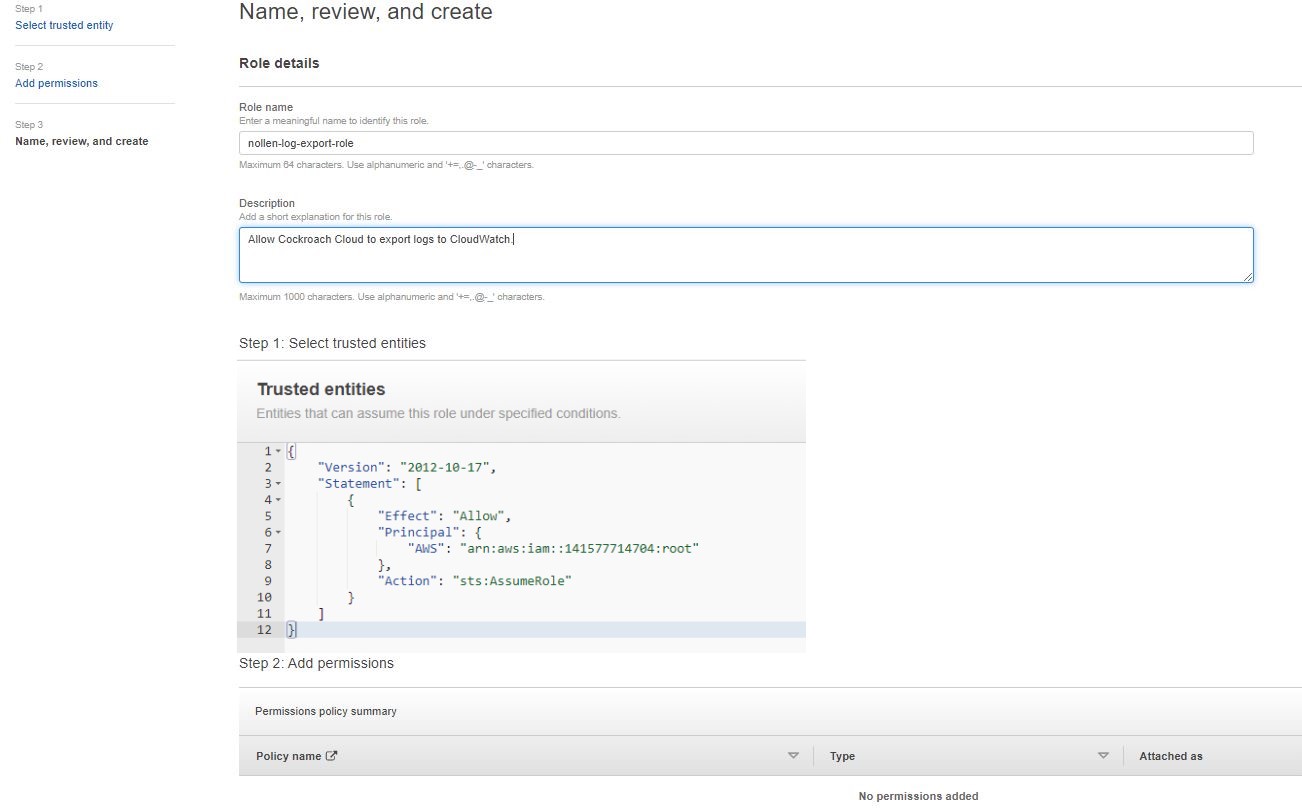 Step 1
Select trusted entity
Step 2
Add permissions
Step 3
Name, review, and create
Name, review, and create
Role details
Role name
Enter a meaningful name to identify this role.
nollen-log-export-role
Maximum 64 characters. Use alphanumeric and '+=,.@-_' characters.
Description
Add a short explanation for this role.
Allow Cockroach Cloud to export logs to CloudWatch.
Maximum 1000 characters. Use alphanumeric and '+=,.@-_' characters.
Step 1: Select trusted entities
Trusted entities
Entities that can assume this role under specified conditions.
1 {
2 "Version": "2012-10-17",
3 "Statement": [
4 {
5 "Effect": "Allow",
6 "Principal": {
7 "AWS": "arn:aws:iam::141577714704:root"
8 },
9 "Action": "sts:AssumeRole"
10 }
11 ]
12 }
Step 2: Add permissions
Permissions policy summary
Policy name Type Attached as
No permissions added